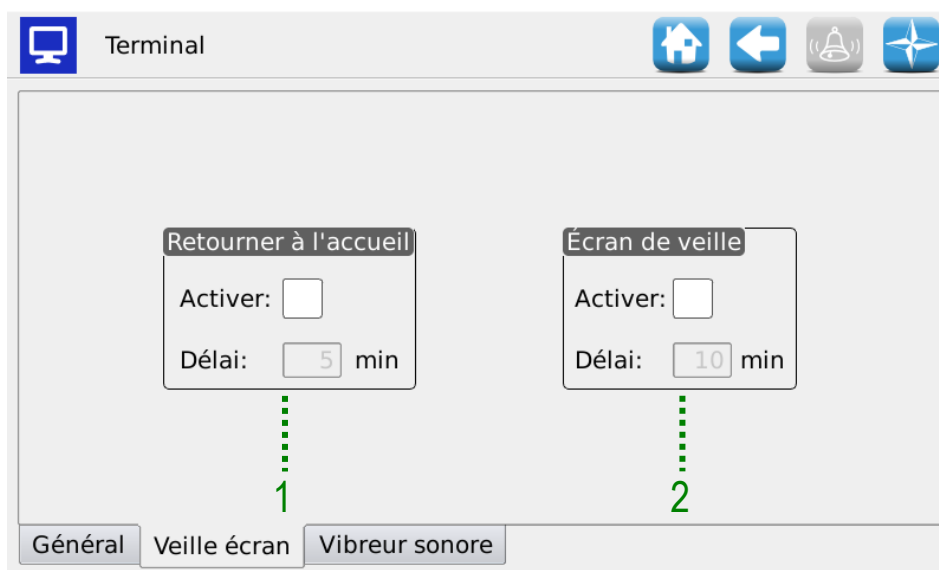 Terminal
Retourner à l'accueil
Activer:
Délai: 5 min
Écran de veille
Activer:
Délai: 10 min
1
2
Général Veille écran Vibreur sonore